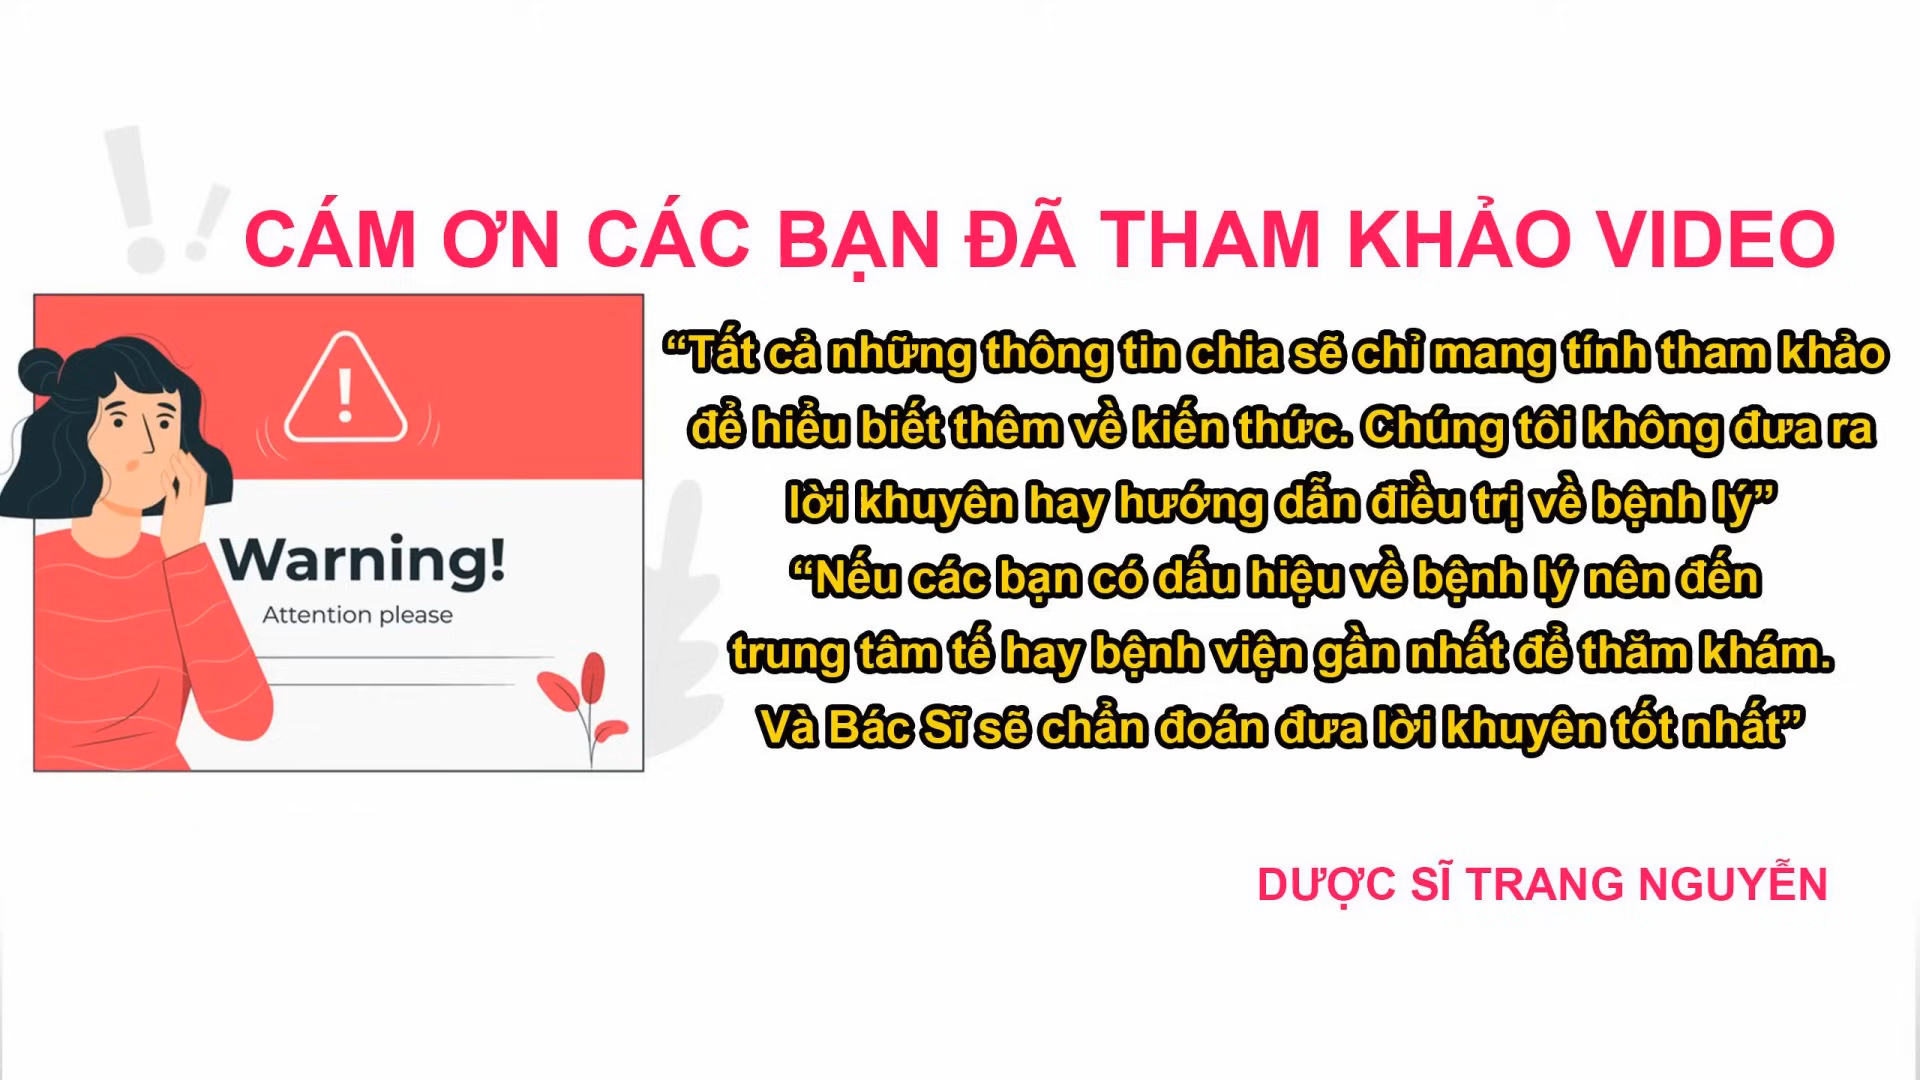 CÁM ƠN CÁC BẠN ĐÃ THAM KHẢO VIDEO
“Tất cả những thông tin chia sẽ chỉ mang tính tham khảo
để hiểu biết thêm về kiến thức. Chúng tôi không đưa ra
lời khuyên hay hướng dẫn điều trị về bệnh lý”
“Nếu các bạn có dấu hiệu về bệnh lý nên đến
trung tâm tế hay bệnh viện gần nhất để thăm khám.
Và Bác Sĩ sẽ chẩn đoán đưa lời khuyên tốt nhất”
Warning!
Attention please
DƯỢC SĨ TRANG NGUYỄN